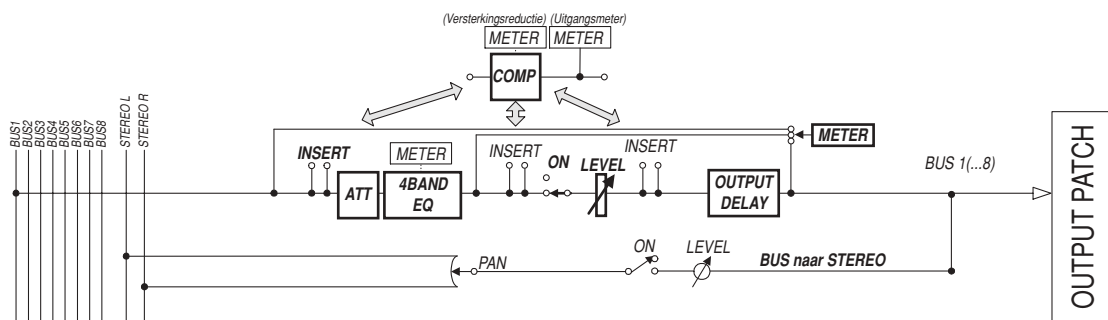 (Versterkingsreductie) (Uitgangsmeter)
METER METER
COMP
BUS1
BUS2
BUS3
BUS4
BUS5
BUS6
BUS7
BUS8
STEREO L
STEREO R
METER
INSERT METER INSERT ON LEVEL INSERT
BUS 1(...8)
ATT
4BAND
EQ
OUTPUT
DELAY
PAN ON LEVEL BUS naar STEREO
OUTPUT PATCH